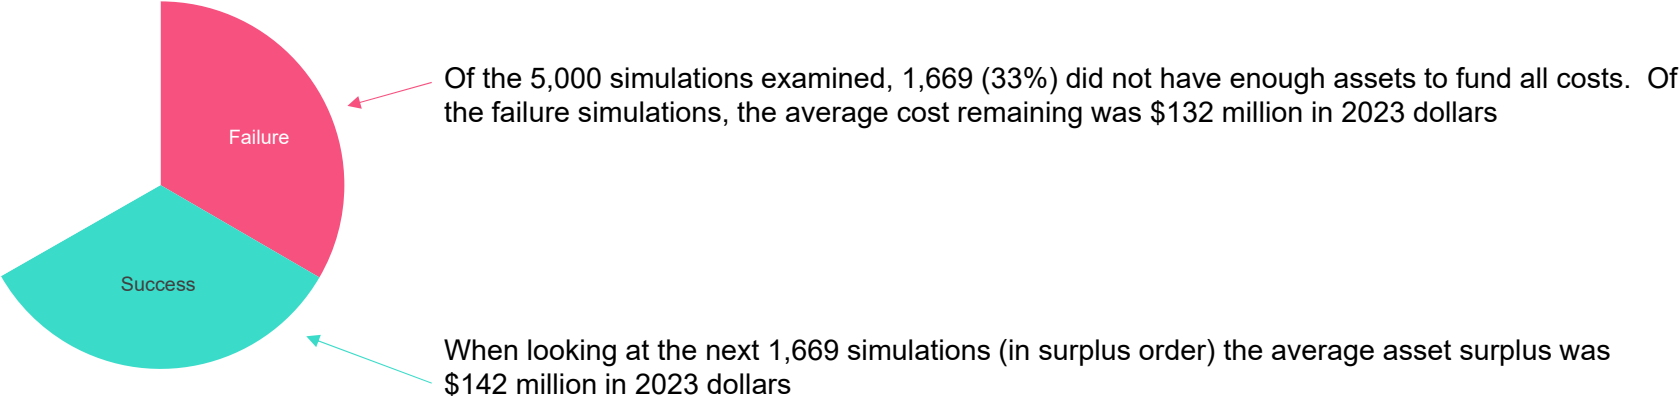 Of the 5,000 simulations examined, 1,669 (33%) did not have enough assets to fund all costs.  Of
the failure simulations, the average cost remaining was $132 million in 2023 dollars
Failure
Success
When looking at the next 1,669 simulations (in surplus order) the average asset surplus was
$142 million in 2023 dollars